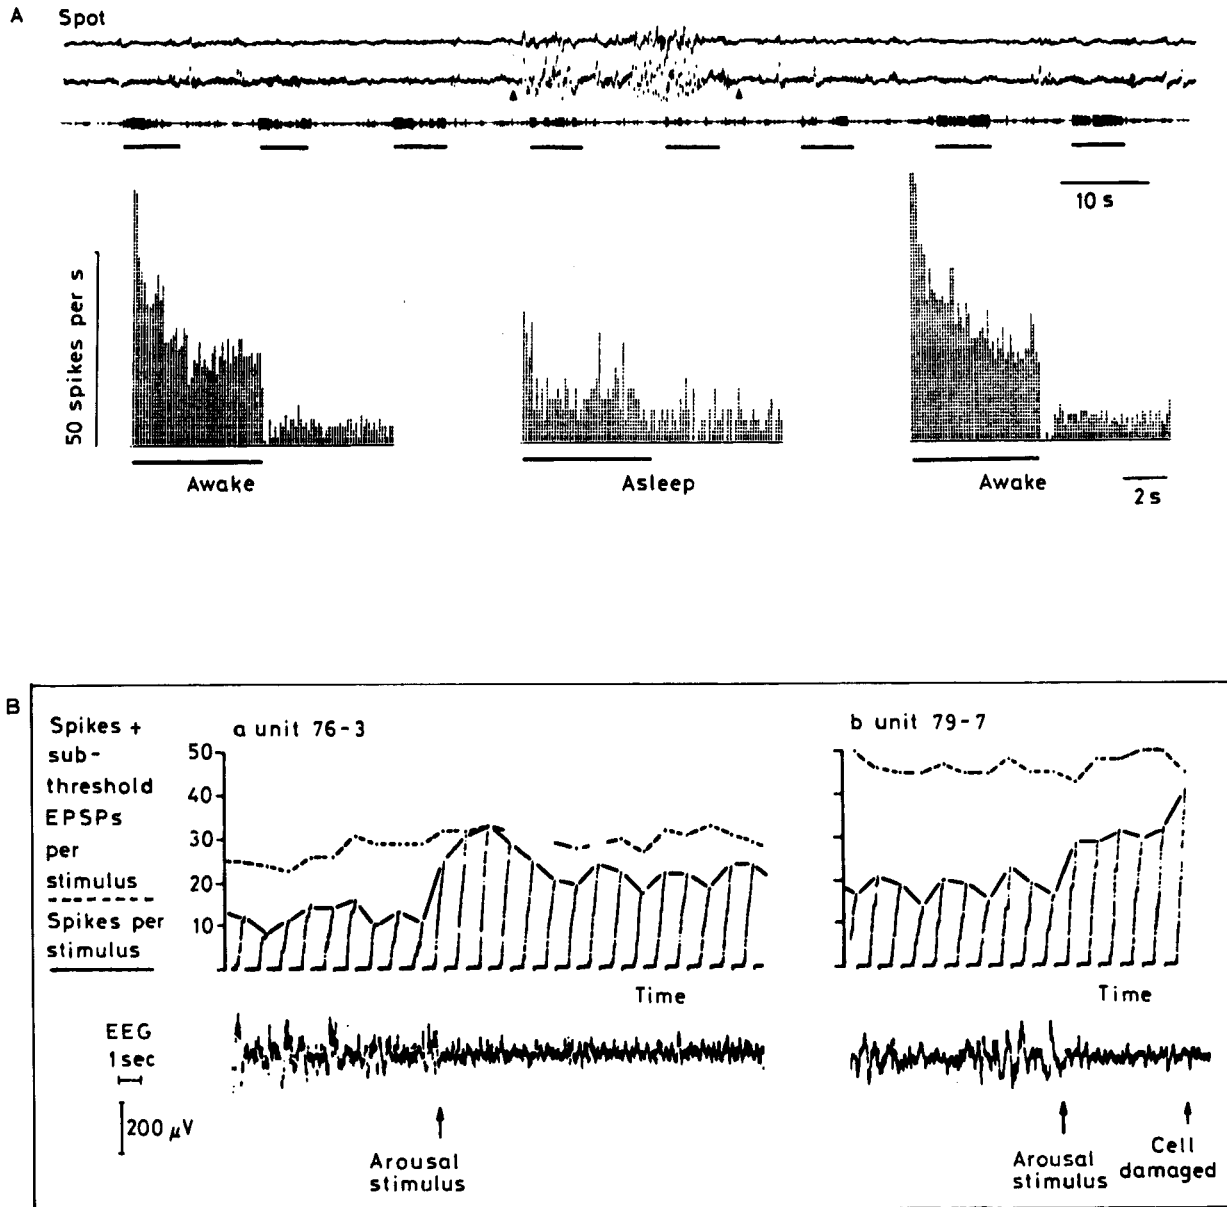 A
Spot
10 s
50 spikes per s
Awake
Asleep
Awake
2 s
B
Spikes +
sub-
threshold
EPSPs
per
stimulus
Spikes per
stimulus
a unit 76-3
50
40
30
20
10
Time
b unit 79-7
Time
EEG
1 sec
200 µV
Arousal
stimulus
Arousal
stimulus
Cell
damaged